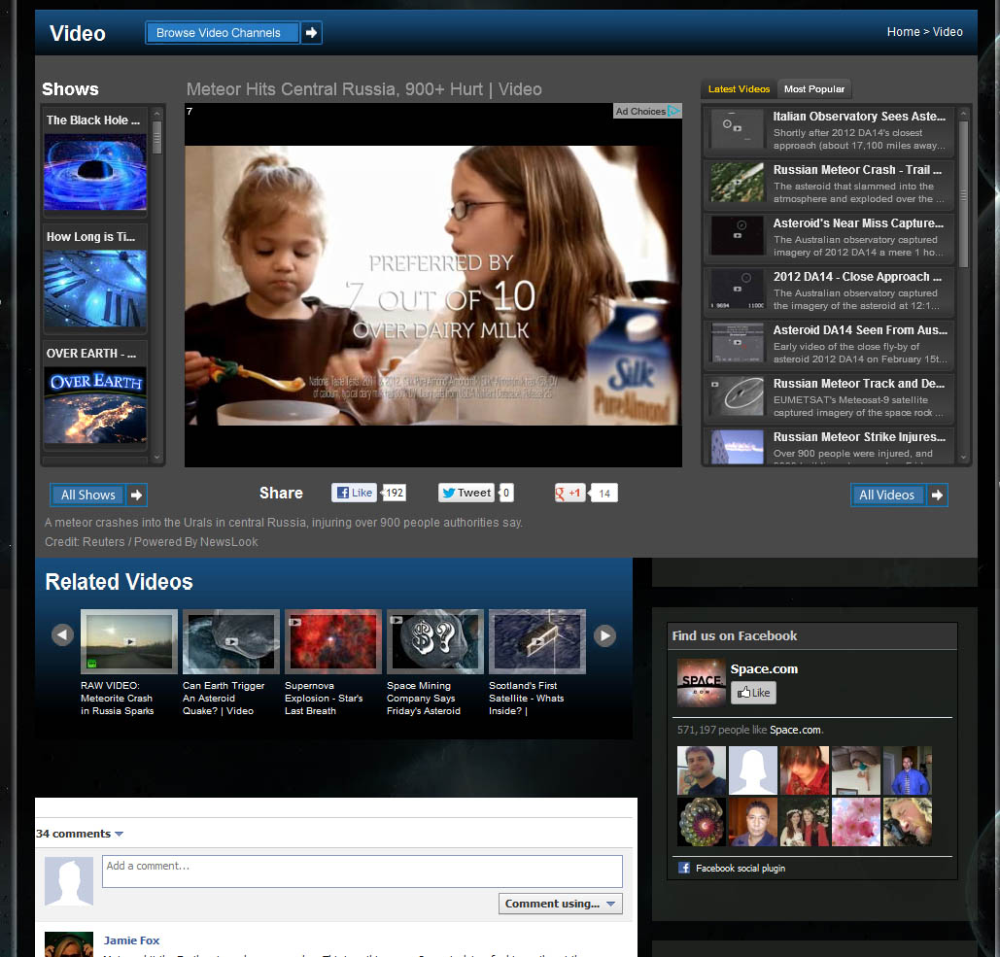 Video
Browse Video Channels
Home > Video
Shows
The Black Hole ...
How Long is Ti...
OVER EARTH - ...
OVER EARTH
Meteor Hits Central Russia, 900+ Hurt | Video
7
Ad Choices
PREFERRED BY
7 OUT OF 10
OVER DAIRY MILK
Silk
PureAlmond
Latest Videos
Most Popular
Italian Observatory Sees Aste...
Shortly after 2012 DA14's closest
approach (about 17,100 miles away...
Russian Meteor Crash - Trail ...
The asteroid that slammed into the
atmosphere and exploded over the ...
Asteroid's Near Miss Capture...
The Australian observatory captured
imagery of 2012 DA14 a mere 1 ho...
2012 DA14 - Close Approach ...
The Australian observatory captured
the imagery of the asteroid at 12:1...
Asteroid DA14 Seen From Aus...
Early video of the close fly-by of
asteroid 2012 DA14 on February 15t...
Russian Meteor Track and De...
EUMETSAT's Meteosat-9 satellite
captured imagery of the space rock ...
Russian Meteor Strike Injures...
Over 900 people were injured, and
All Shows
Share
Like
192
Tweet
0
+1
14
All Videos
A meteor crashes into the Urals in central Russia, injuring over 900 people authorities say.
Credit: Reuters / Powered By NewsLook
Related Videos
RAW VIDEO:
Meteorite Crash
in Russia Sparks
Can Earth Trigger
An Asteroid
Quake? | Video
Supernova
Explosion - Star's
Last Breath
$?
Space Mining
Company Says
Friday's Asteroid
Scotland's First
Satellite - Whats
Inside? |
Find us on Facebook
SPACE
.COM
Space.com
Like
571,197 people like Space.com.
Facebook social plugin
34 comments
Add a comment...
Comment using...
Jamie Fox